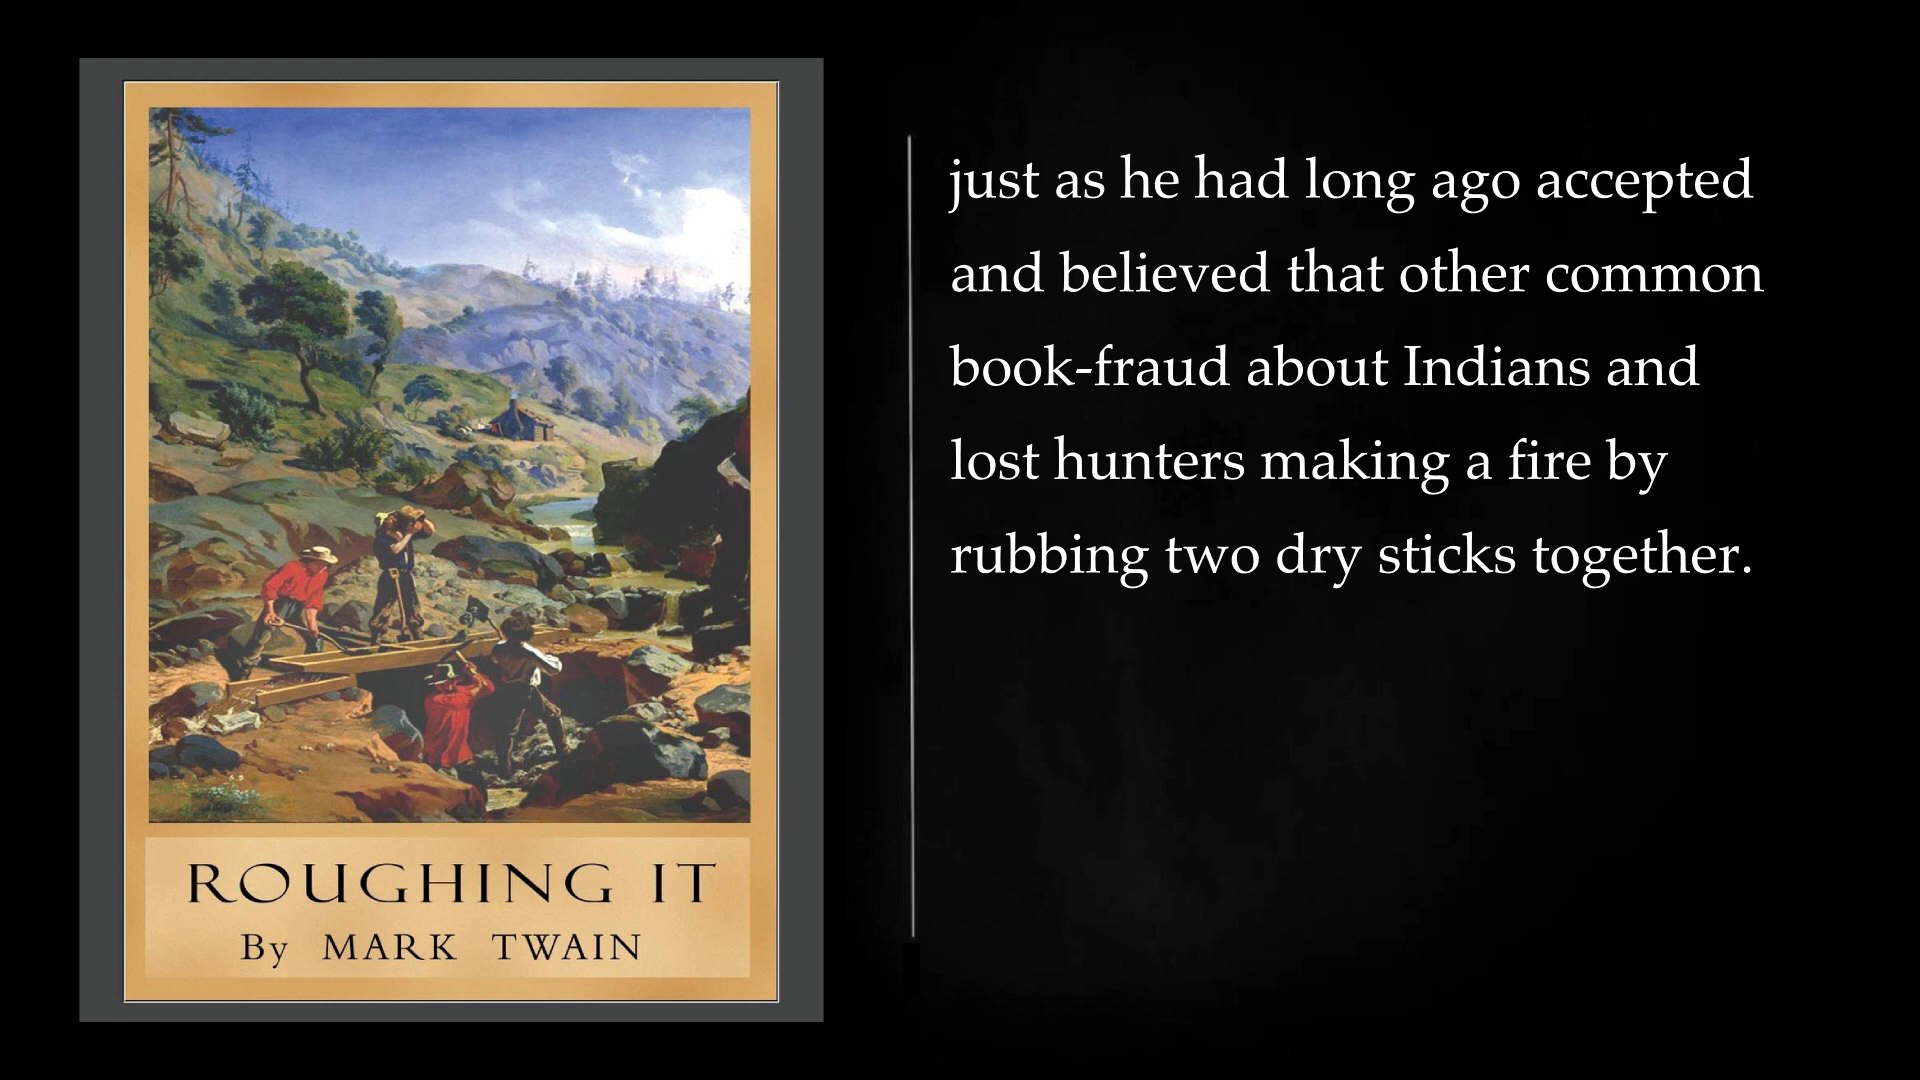 ROUGHING IT
By MARK TWAIN
just as he had long ago accepted
and believed that other common
book-fraud about Indians and
lost hunters making a fire by
rubbing two dry sticks together.